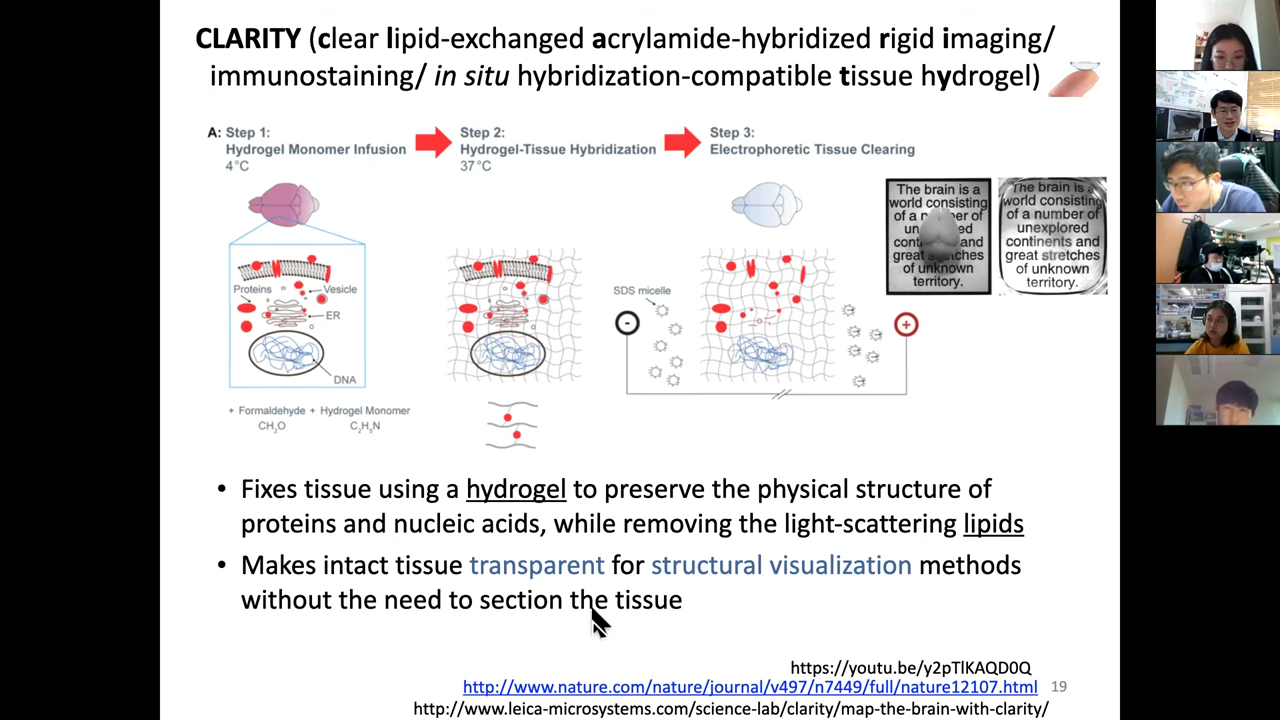 CLARITY (clear lipid-exchanged acrylamide-hybridized rigid imaging/
immunostaining/ in situ hybridization-compatible tissue hydrogel)
A: Step 1:
Hydrogel Monomer Infusion
4°C
Step 2:
Hydrogel-Tissue Hybridization
37°C
Step 3:
Electrophoretic Tissue Clearing
Proteins
Vesicle
ER
DNA
+ Formaldehyde + Hydrogel Monomer
CH₂O C₂H₅N
SDS micelle
-
+
The brain is a
world consisting
of a number of
continents and
great stretches
of unknown
territory.
The brain is a
world consisting
of a number of
unexplored
continents and
great stretches
of unknown
territory.
• Fixes tissue using a hydrogel to preserve the physical structure of
proteins and nucleic acids, while removing the light-scattering lipids
• Makes intact tissue transparent for structural visualization methods
without the need to section the tissue
https://youtu.be/y2pTlKAQD0Q
http://www.nature.com/nature/journal/v497/n7449/full/nature12107.html 19
http://www.leica-microsystems.com/science-lab/clarity/map-the-brain-with-clarity/